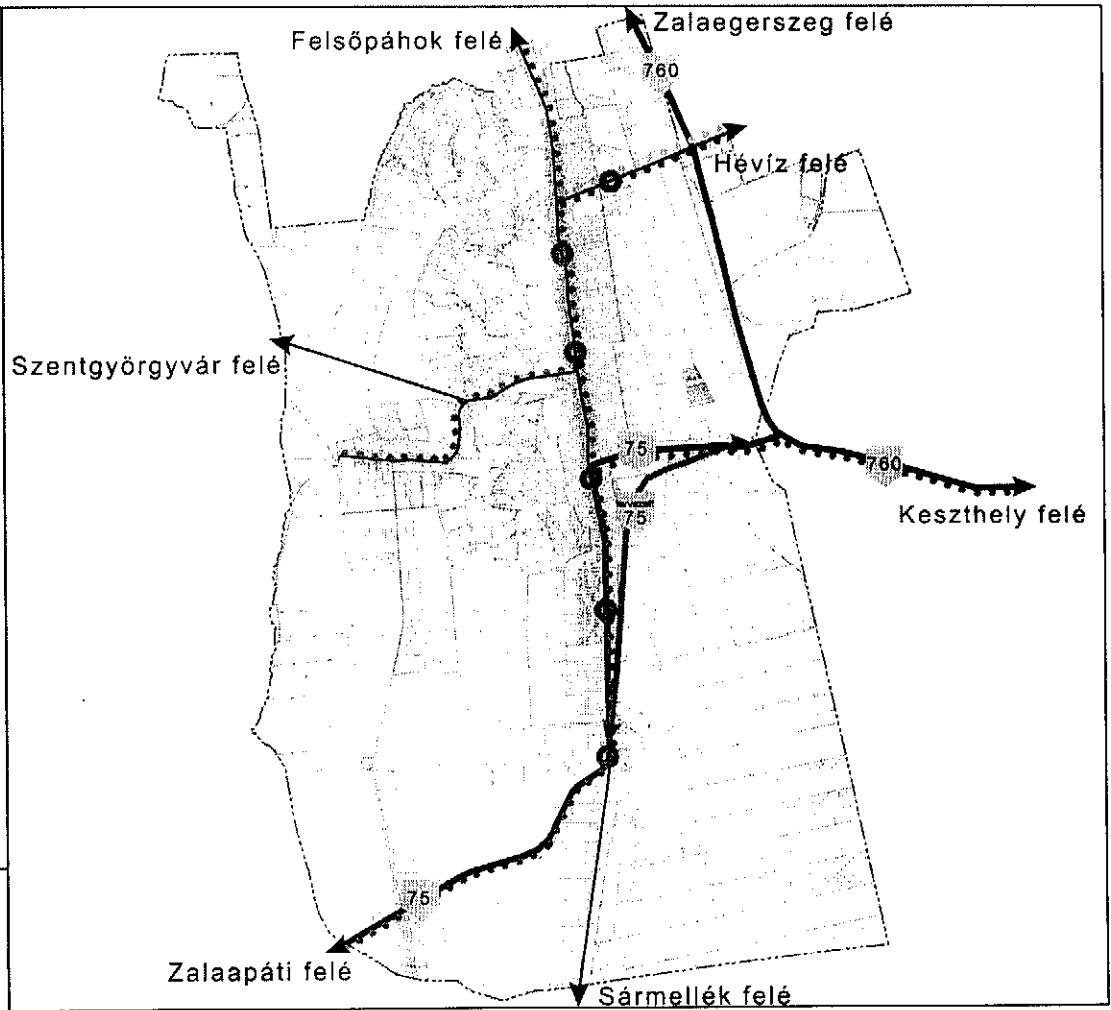 Zalaegerszeg felé
Felsőpáhok felé
760
Hévíz felé
Szentgyörgyvár felé
75
760
75
Keszthely felé
75
Zalaapáti felé
Sármellék felé